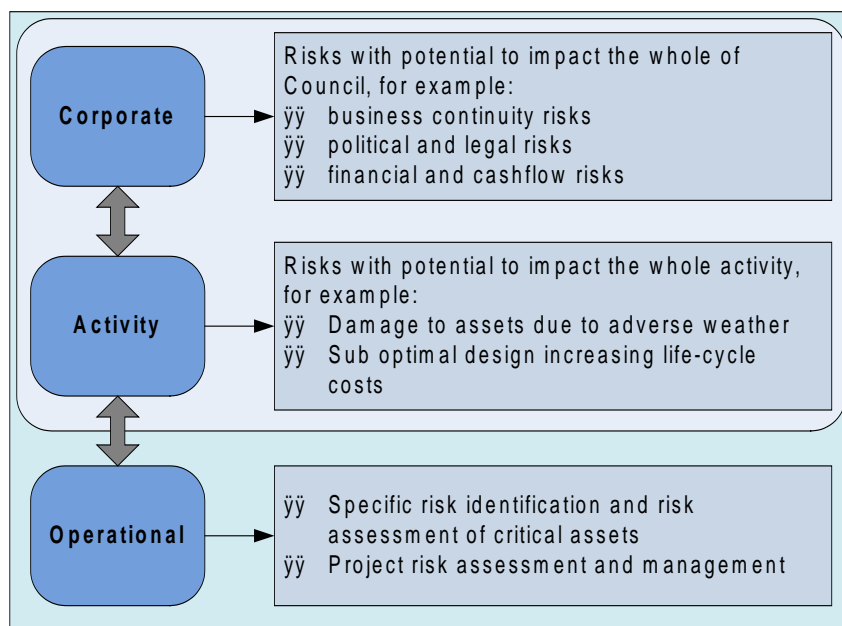 Corporate
Risks with potential to impact the whole of
Council, for example:
ÿÿ business continuity risks
ÿÿ political and legal risks
ÿÿ financial and cashflow risks
Activity
Risks with potential to impact the whole activity,
for example:
ÿÿ Damage to assets due to adverse weather
ÿÿ Sub optimal design increasing life-cycle
costs
Operational
ÿÿ Specific risk identification and risk
assessment of critical assets
ÿÿ Project risk assessment and management